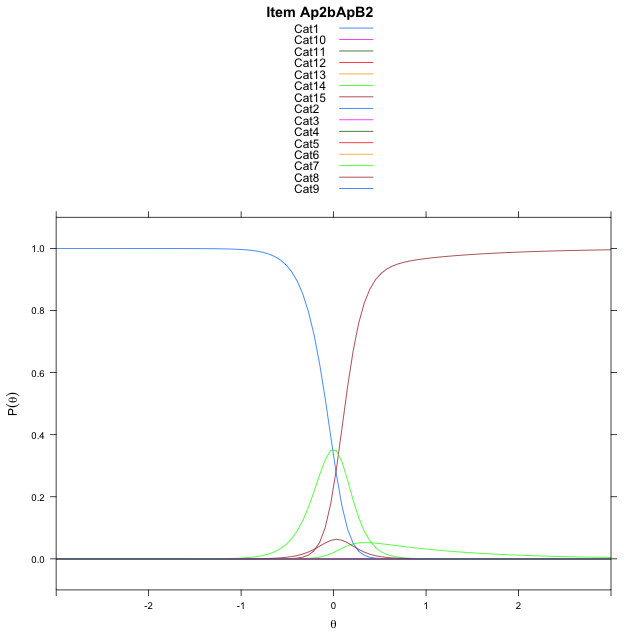 Item Ap2bApB2
Cat1
Cat10
Cat11
Cat12
Cat13
Cat14
Cat15
Cat2
Cat3
Cat4
Cat5
Cat6
Cat7
Cat8
Cat9
1.0
0.8
0.6
0.4
0.2
0.0
P(θ)
-2 -1 0 1 2
θ